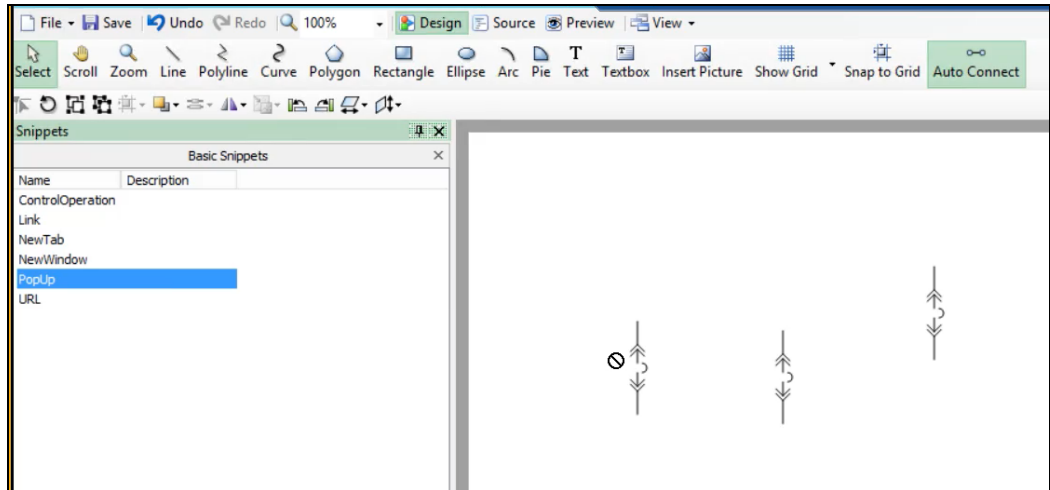 File Save Undo Redo 100% Design Source Preview View
Select Scroll Zoom Line Polyline Curve Polygon Rectangle Ellipse Arc Pie Text Textbox Insert Picture Show Grid Snap to Grid Auto Connect
Snippets
Basic Snippets
Name Description
ControlOperation
Link
NewTab
NewWindow
PopUp
URL